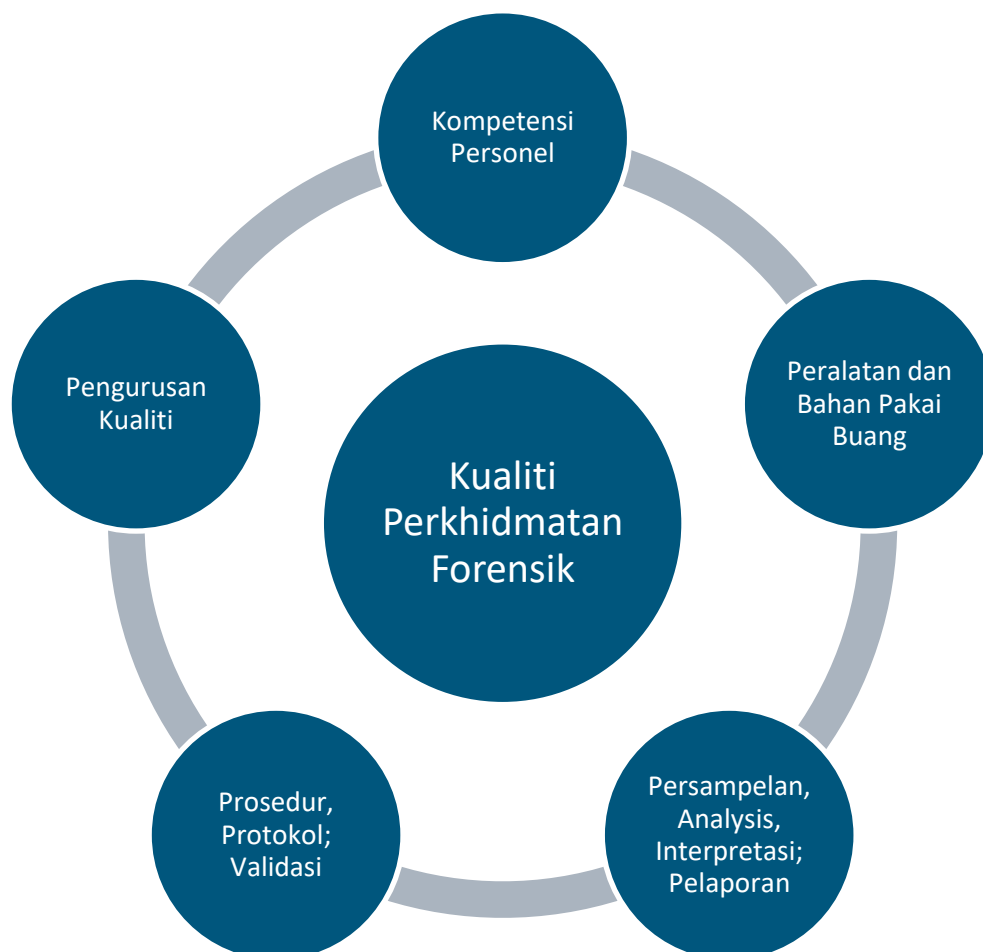 Kompetensi
Personel
Peralatan dan
Bahan Pakai
Buang
Pengurusan
Kualiti
Kualiti
Perkhidmatan
Forensik
Persampelan,
Analysis,
Interpretasi;
Pelaporan
Prosedur,
Protokol;
Validasi